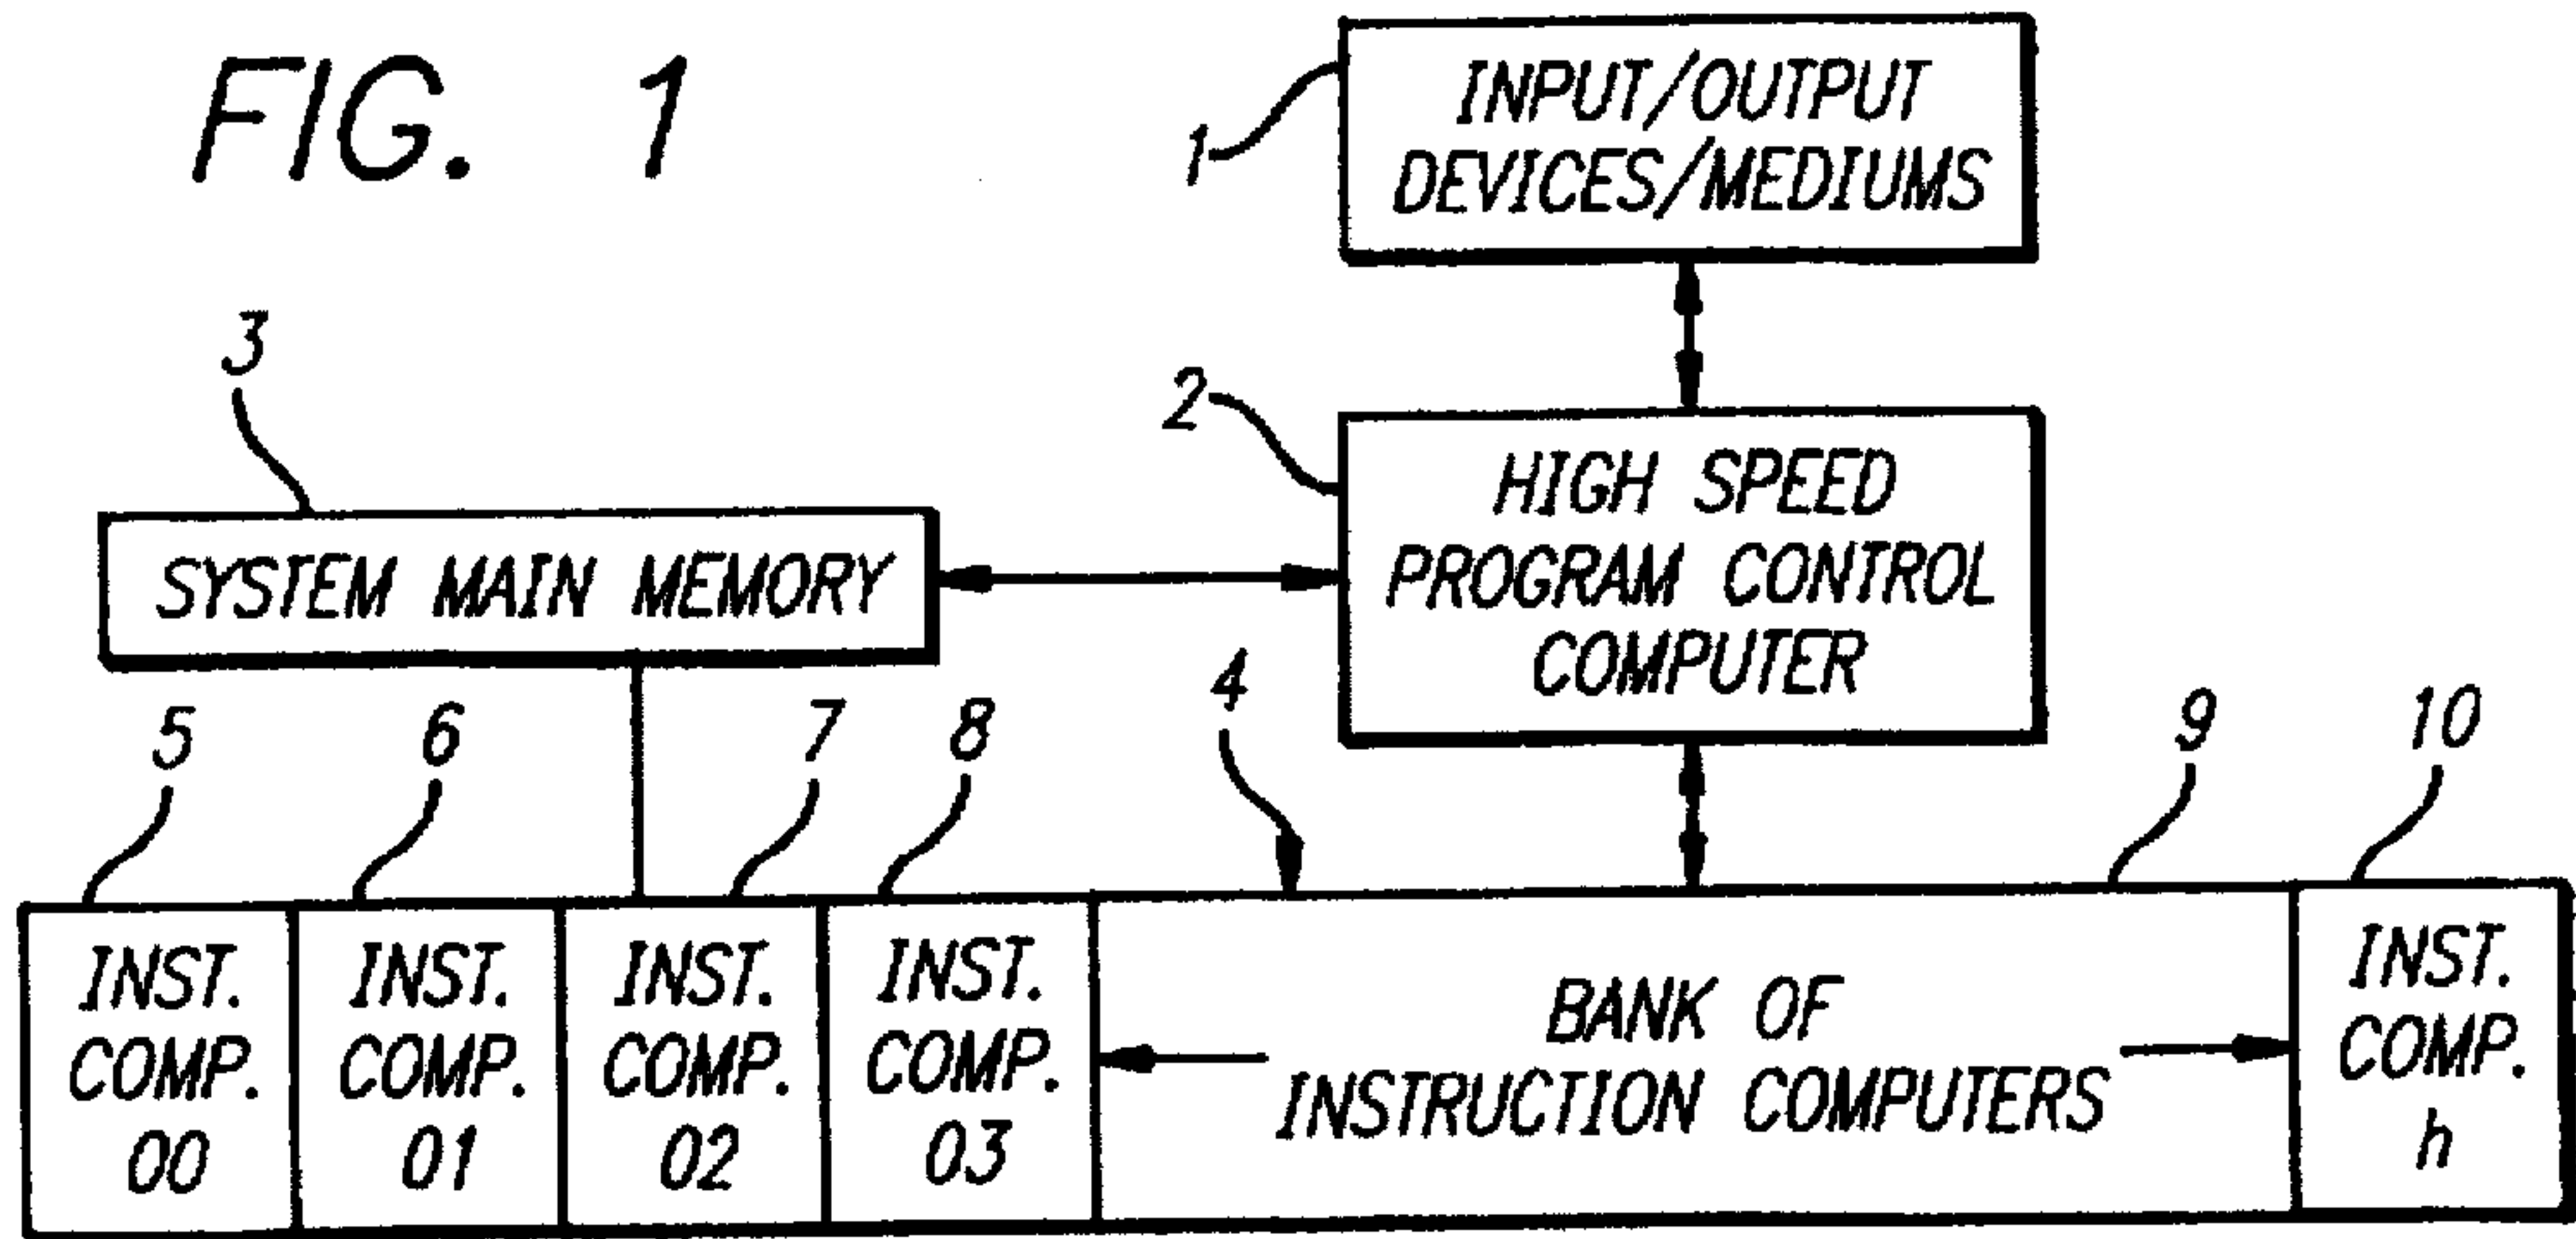 FIG. 1
1
INPUT/OUTPUT
DEVICES/MEDIUMS
3
2
HIGH SPEED
PROGRAM CONTROL
COMPUTER
SYSTEM MAIN MEMORY
5
6
7
8
4
9
10
INST.
COMP.
00
INST.
COMP.
01
INST.
COMP.
02
INST.
COMP.
03
BANK OF
INSTRUCTION COMPUTERS
INST.
COMP.
h